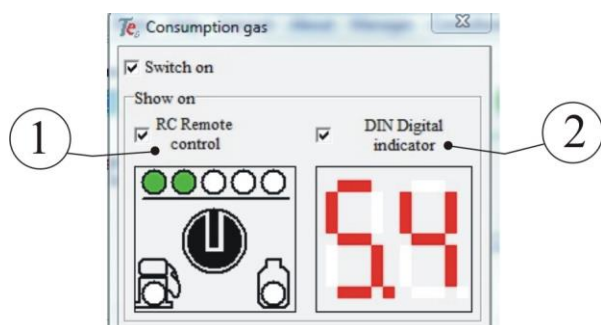 Te Consumption gas
Switch on
Show on
RC Remote
control
DIN Digital
indicator
1
2
5.4